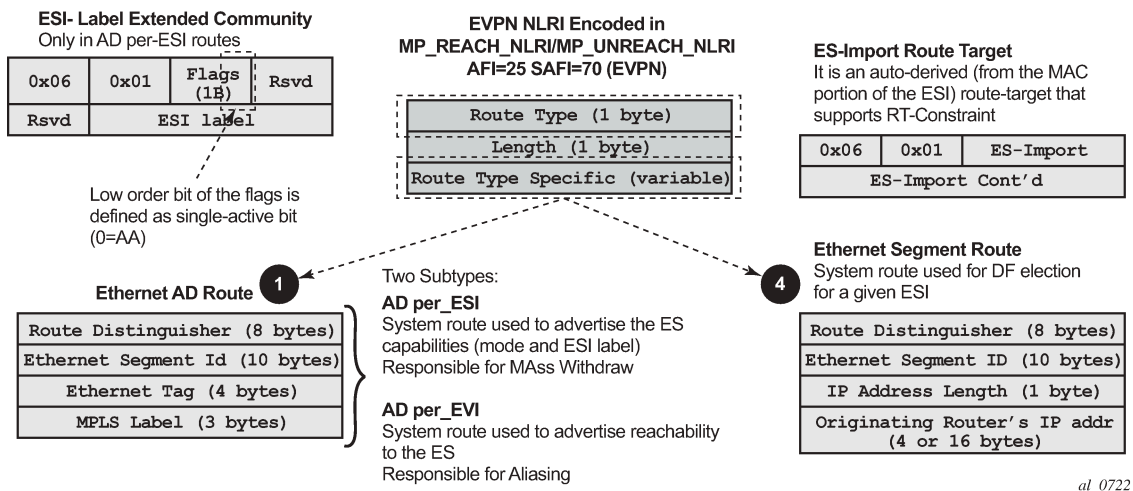 ESI- Label Extended Community
Only in AD per-ESI routes
0x06
0x01
Flags
(1B)
Rsvd
Rsvd
ESI label
Low order bit of the flags is
defined as single-active bit
(0=AA)
EVPN NLRI Encoded in
MP_REACH_NLRI/MP_UNREACH_NLRI
AFI=25 SAFI=70 (EVPN)
Route Type (1 byte)
Length (1 byte)
Route Type Specific (variable)
ES-Import Route Target
It is an auto-derived (from the MAC
portion of the ESI) route-target that
supports RT-Constraint
0x06
0x01
ES-Import
ES-Import Cont'd
Ethernet AD Route
1
Route Distinguisher (8 bytes)
Ethernet Segment Id (10 bytes)
Ethernet Tag (4 bytes)
MPLS Label (3 bytes)
Two Subtypes:
AD per_ESI
System route used to advertise the ES
capabilities (mode and ESI label)
Responsible for MAss Withdraw
AD per_EVI
System route used to advertise reachability
to the ES
Responsible for Aliasing
4
Ethernet Segment Route
System route used for DF election
for a given ESI
Route Distinguisher (8 bytes)
Ethernet Segment ID (10 bytes)
IP Address Length (1 byte)
Originating Router's IP addr
(4 or 16 bytes)
al_0722